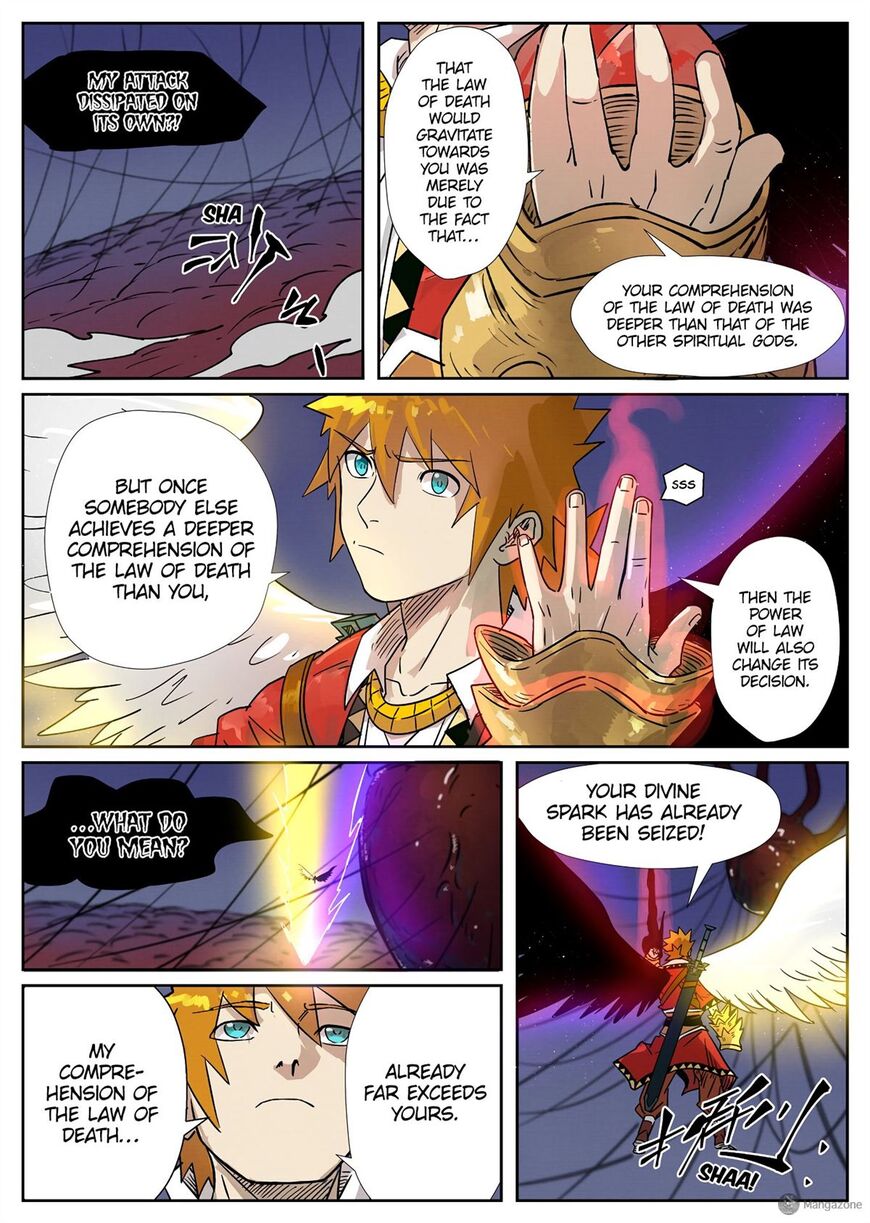 MY ATTACK
DISSIPATED ON
ITS OWN?!
SHA
THAT
THE LAW
OF DEATH
WOULD
GRAVITATE
TOWARDS
YOU WAS
MERELY
DUE TO
THE FACT
THAT...
YOUR COMPREHENSION
OF THE LAW OF DEATH WAS
DEEPER THAN THAT OF THE
OTHER SPIRITUAL GODS.
BUT ONCE
SOMEBODY ELSE
ACHIEVES A DEEPER
COMPREHENSION OF
THE LAW OF DEATH
THAN YOU,
SSS
THEN THE
POWER
OF LAW
WILL ALSO
CHANGE ITS
DECISION.
...WHAT DO
YOU MEAN?
YOUR DIVINE
SPARK HAS ALREADY
BEEN SEIZED!
SHAA!
MY
COMPRE-
HENSION OF
THE LAW OF
DEATH...
ALREADY
FAR EXCEEDS
YOURS.
Mangazone